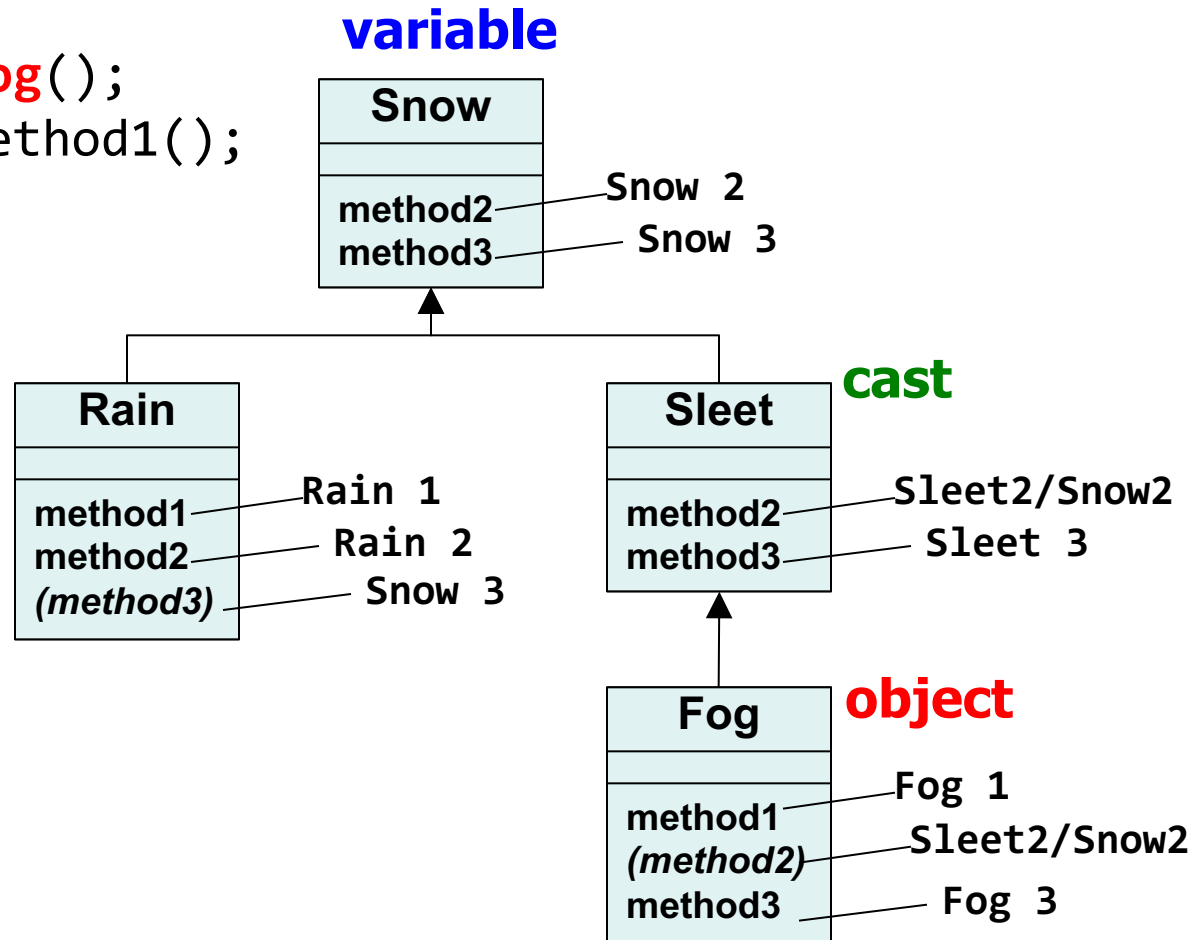 variable
og();
ethod1();
Snow
method2
method3
Snow 2
Snow 3
Rain
method1
method2
(method3)
Rain 1
Rain 2
Snow 3
cast
Sleet
method2
method3
Sleet2/Snow2
Sleet 3
object
Fog
method1
(method2)
method3
Fog 1
Sleet2/Snow2
Fog 3